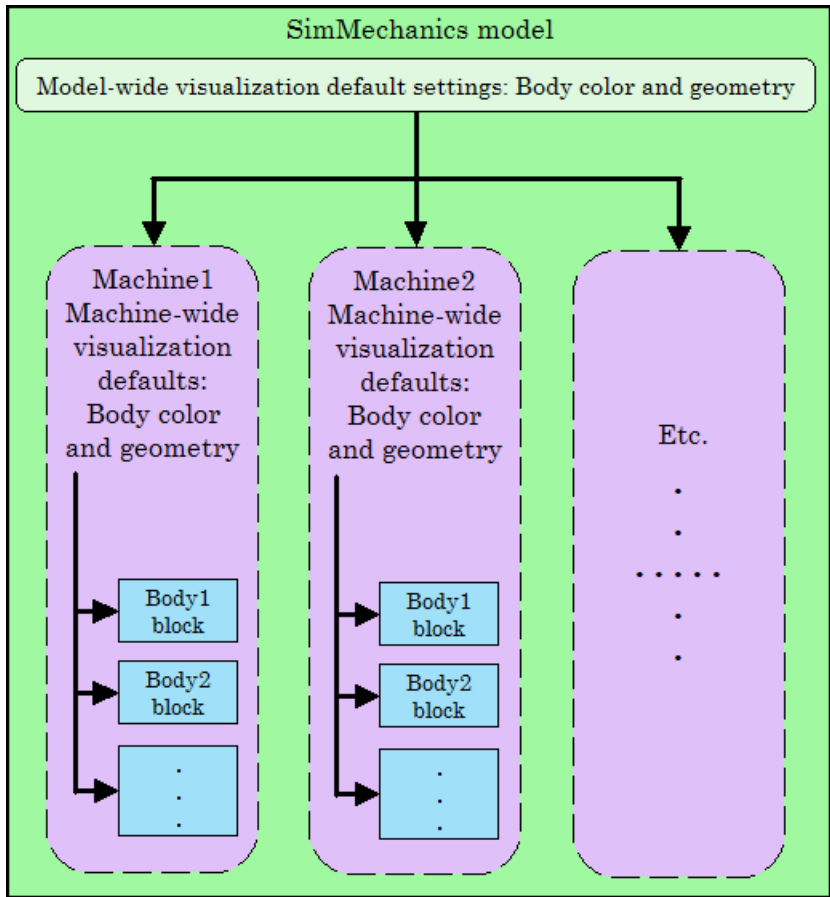 SimMechanics model
Model-wide visualization default settings: Body color and geometry
Machine1
Machine-wide
visualization
defaults:
Body color
and geometry
Body1
block
Body2
block
.
.
.
Machine2
Machine-wide
visualization
defaults:
Body color
and geometry
Body1
block
Body2
block
.
.
.
Etc.
.
.
.....
.
.